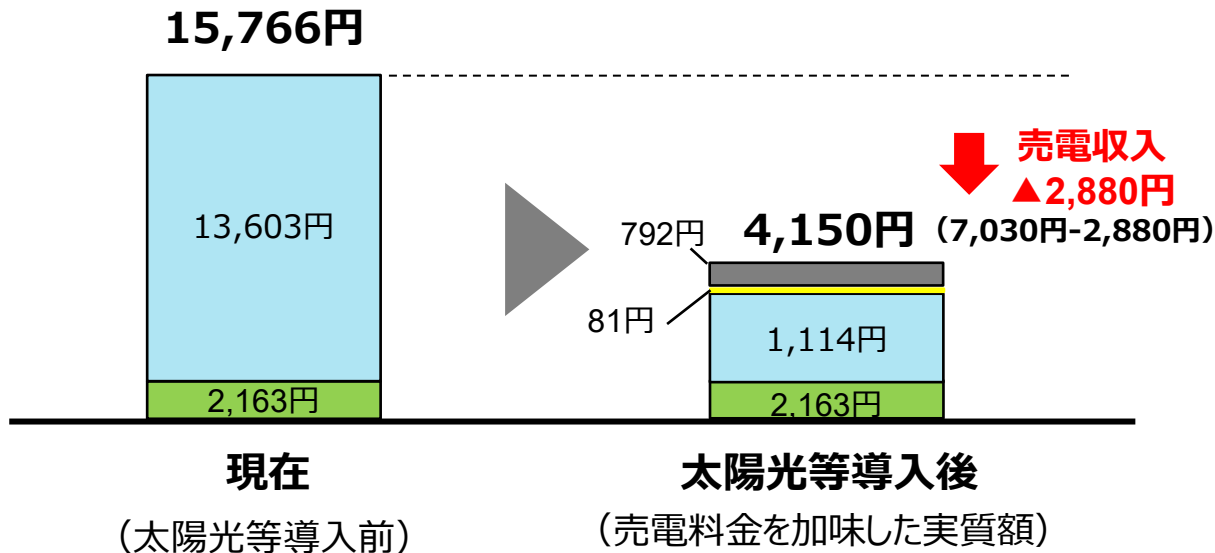 15,766円
13,603円
2,163円
現在
（太陽光等導入前）
売電収入
▲2,880円
792円
4,150円
（7,030円-2,880円）
81円
1,114円
2,163円
太陽光等導入後
（売電料金を加味した実質額）